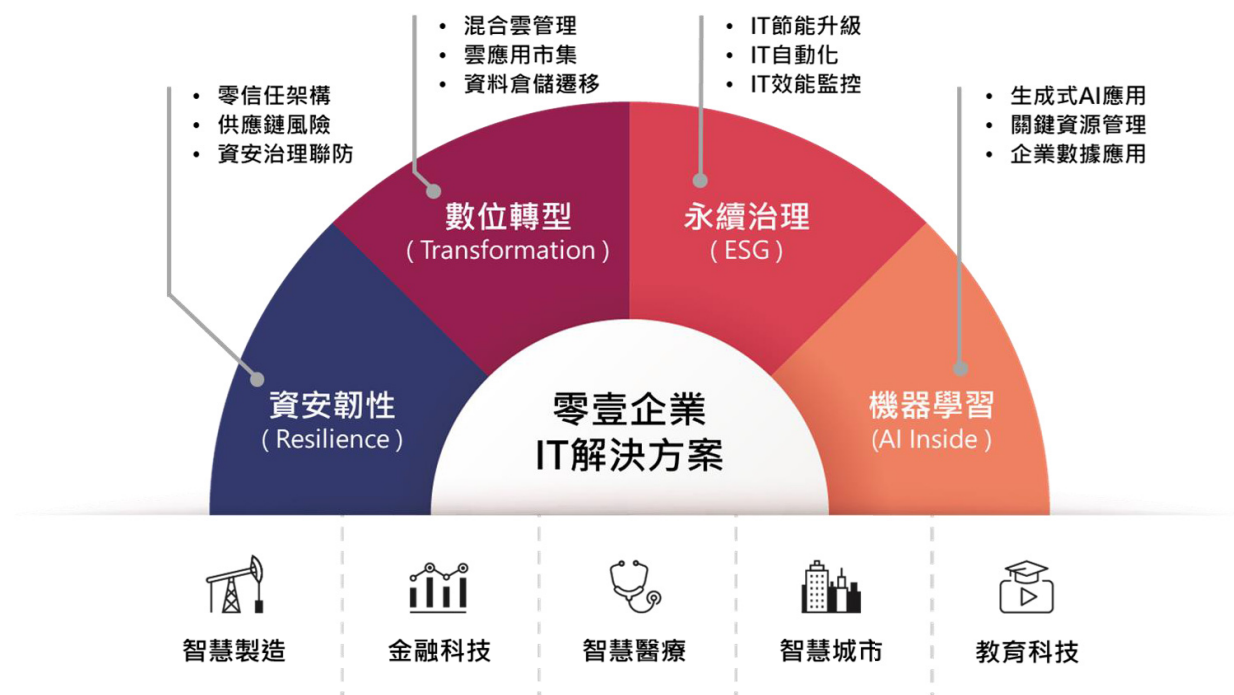 • 混合雲管理
• 雲應用市集
• 資料倉儲遷移
• IT節能升級
• IT自動化
• IT效能監控
• 零信任架構
• 供應鏈風險
• 資安治理聯防
• 生成式AI應用
• 關鍵資源管理
• 企業數據應用
數位轉型
( Transformation )
永續治理
( ESG )
資安韌性
( Resilience )
零壹企業
IT解決方案
機器學習
(AI Inside )
智慧製造
金融科技
智慧醫療
智慧城市
教育科技